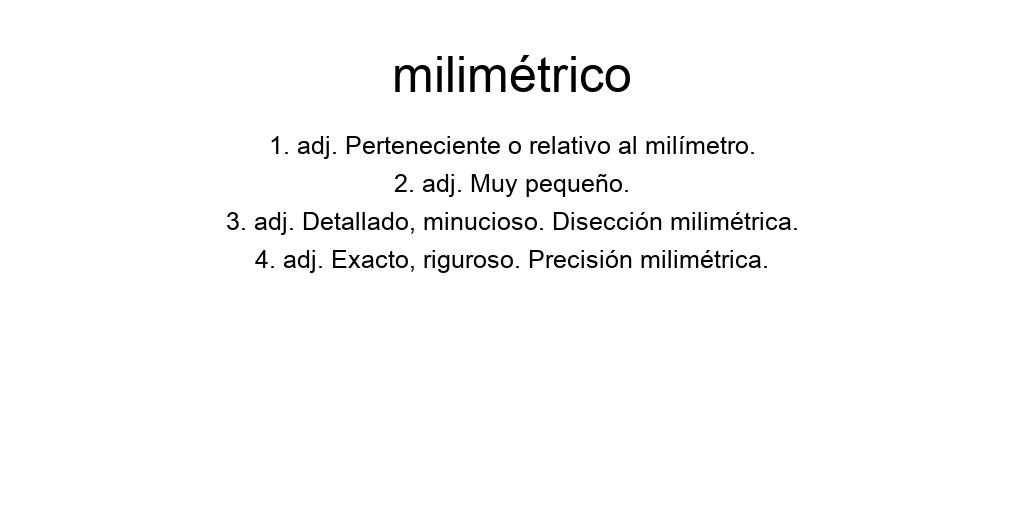 milimétrico
1. adj. Perteneciente o relativo al milímetro.
2. adj. Muy pequeño.
3. adj. Detallado, minucioso. Disección milimétrica.
4. adj. Exacto, riguroso. Precisión milimétrica.